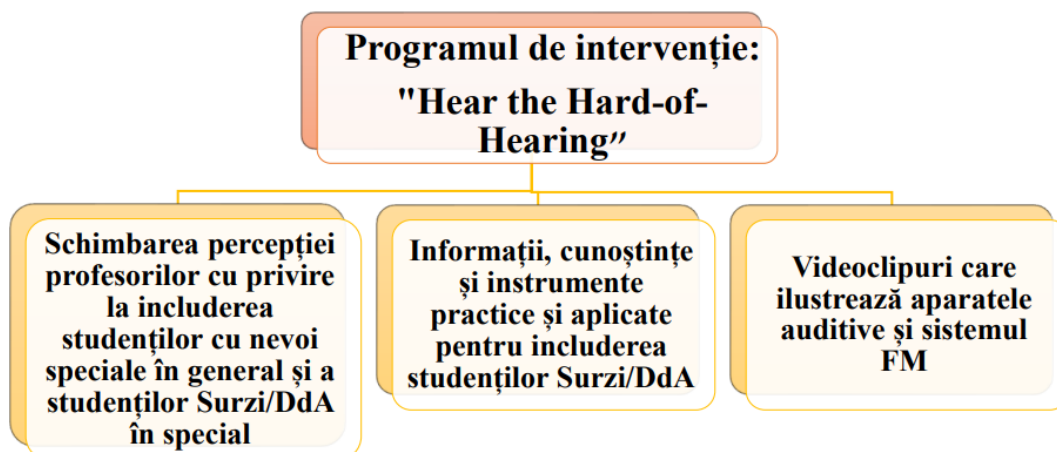 Programul de intervenție:
"Hear the Hard-of-
Hearing”
Schimbarea percepției
profesorilor cu privire
la includerea
studenților cu nevoi
speciale în general și a
studenților Surzi/DdA
în special
Informații, cunoștințe
și instrumente
practice și aplicate
pentru includerea
studenților Surzi/DdA
Videoclipuri care
ilustrează aparatele
auditive și sistemul
FM